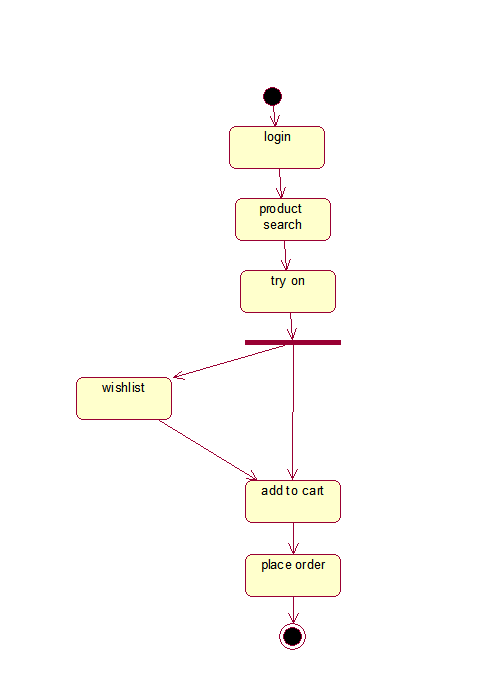 login
product
search
try on
wishlist
add to cart
place order